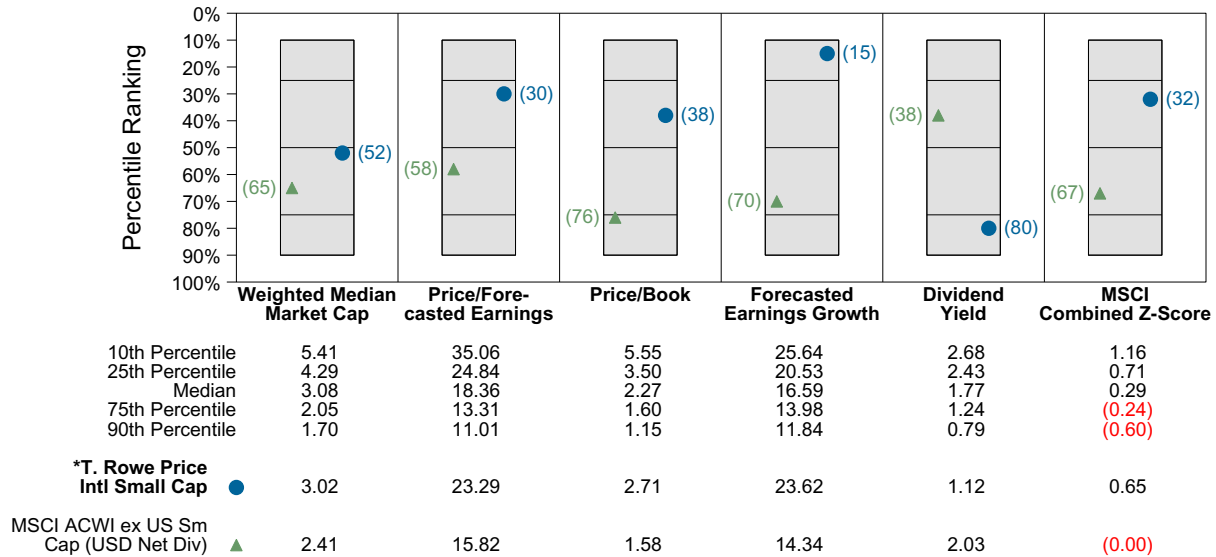 Percentile Ranking
0%
10%
20%
30%
40%
50%
60%
70%
80%
90%
100%
(52)
(65)
(30)
(58)
(38)
(76)
(15)
(70)
(38)
(80)
(32)
(67)
Weighted Median
Market Cap
Price/Fore-
casted Earnings
Price/Book
Forecasted
Earnings Growth
Dividend
Yield
MSCI
Combined Z-Score
10th Percentile 5.41 35.06 5.55 25.64 2.68 1.16
25th Percentile 4.29 24.84 3.50 20.53 2.43 0.71
Median 3.08 18.36 2.27 16.59 1.77 0.29
75th Percentile 2.05 13.31 1.60 13.98 1.24 (0.24)
90th Percentile 1.70 11.01 1.15 11.84 0.79 (0.60)
*T. Rowe Price
Intl Small Cap 3.02 23.29 2.71 23.62 1.12 0.65
MSCI ACWI ex US Sm
Cap (USD Net Div) 2.41 15.82 1.58 14.34 2.03 (0.00)